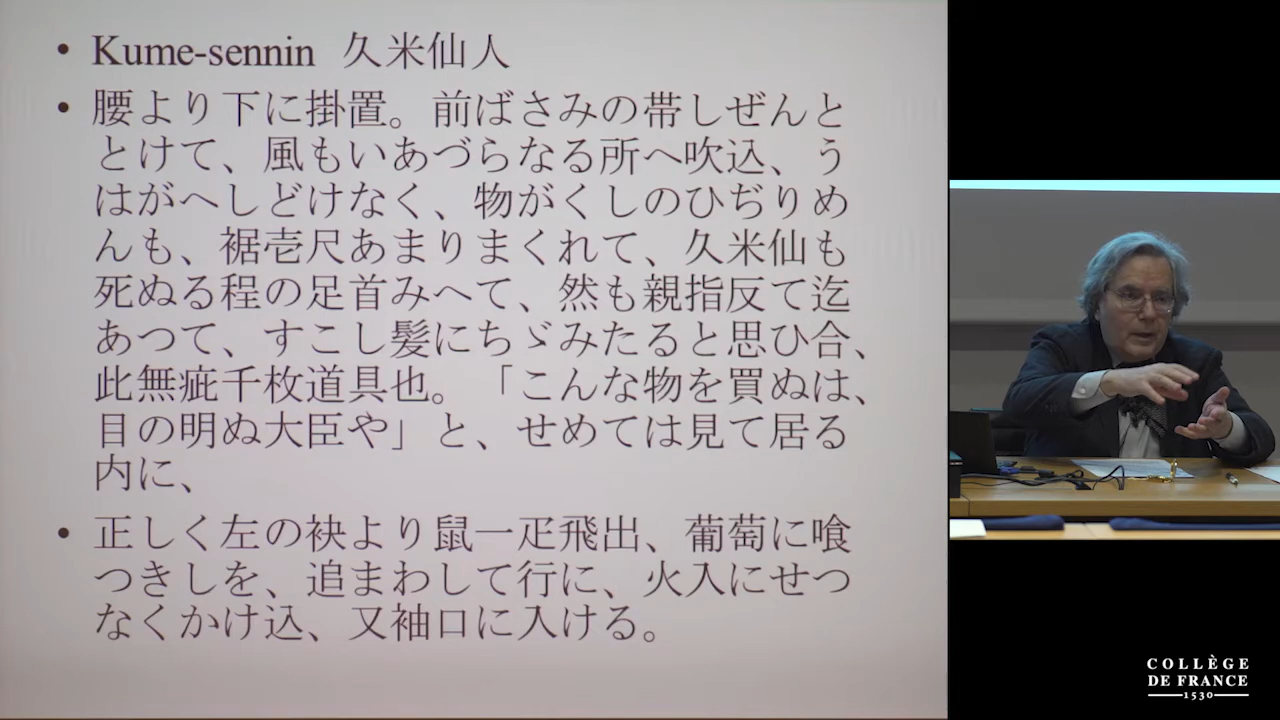 • Kume-sennin 久米仙人
• 腰より下に掛置。前ばさみの帯しぜんと
とけて、風もいあづらなる所へ吹込、う
はがへしどけなく、物がくしのひぢりめ
んも、裾壱尺あまりまくれて、久米仙も
死ぬる程の足首みへて、然も親指反て迄
あつて、すこし髪にちゞみたると思ひ合、
此無疵千枚道具也。「こんな物を買ぬは、
目の明ぬ大臣や」と、せめては見て居る
内に、
• 正しく左の袂より鼠一疋飛出、葡萄に喰
つきしを、追まわして行に、火入にせつ
なくかけ込、又袖口に入ける。
COLLÈGE
DE FRANCE
1530